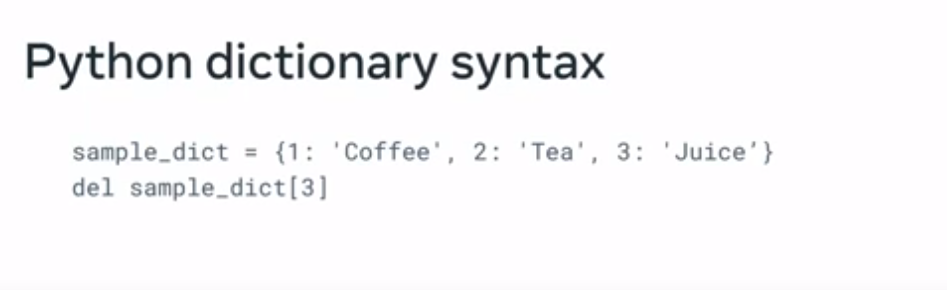 Python dictionary syntax
sample_dict = {1: 'Coffee', 2: 'Tea', 3: 'Juice'}
del sample_dict[3]